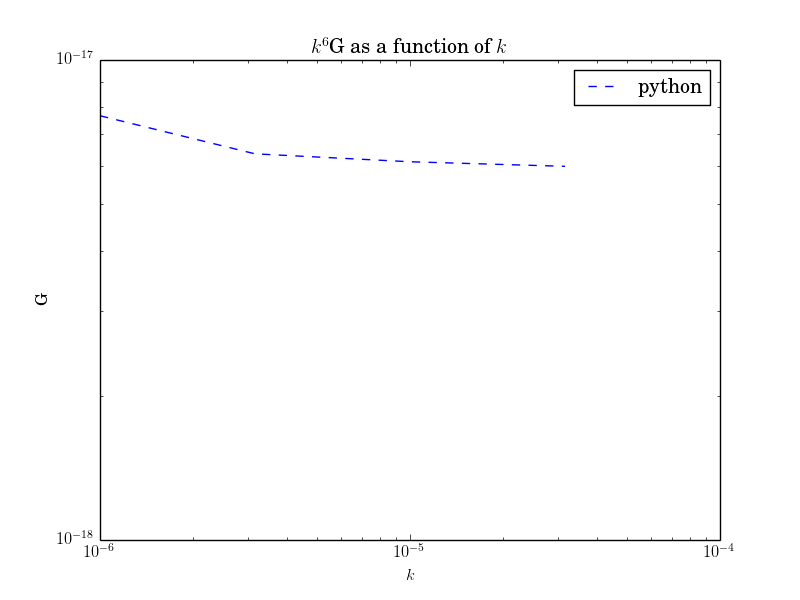 k⁶G as a function of k
10⁻¹⁷
python
G
10⁻¹⁸
10⁻⁶ 10⁻⁵ 10⁻⁴
k